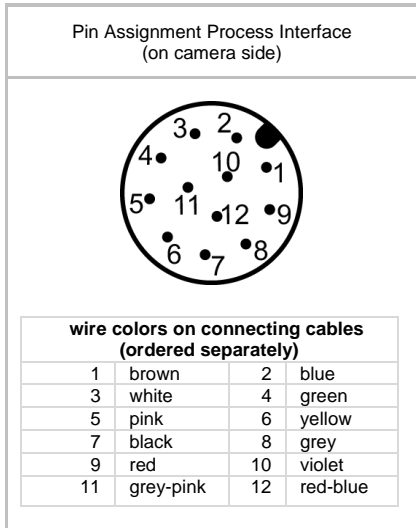 Pin Assignment Process Interface
(on camera side)
3 2
4 10 1
5 11 12 9
6 7 8
wire colors on connecting cables
(ordered separately)
1 brown 2 blue
3 white 4 green
5 pink 6 yellow
7 black 8 grey
9 red 10 violet
11 grey-pink 12 red-blue